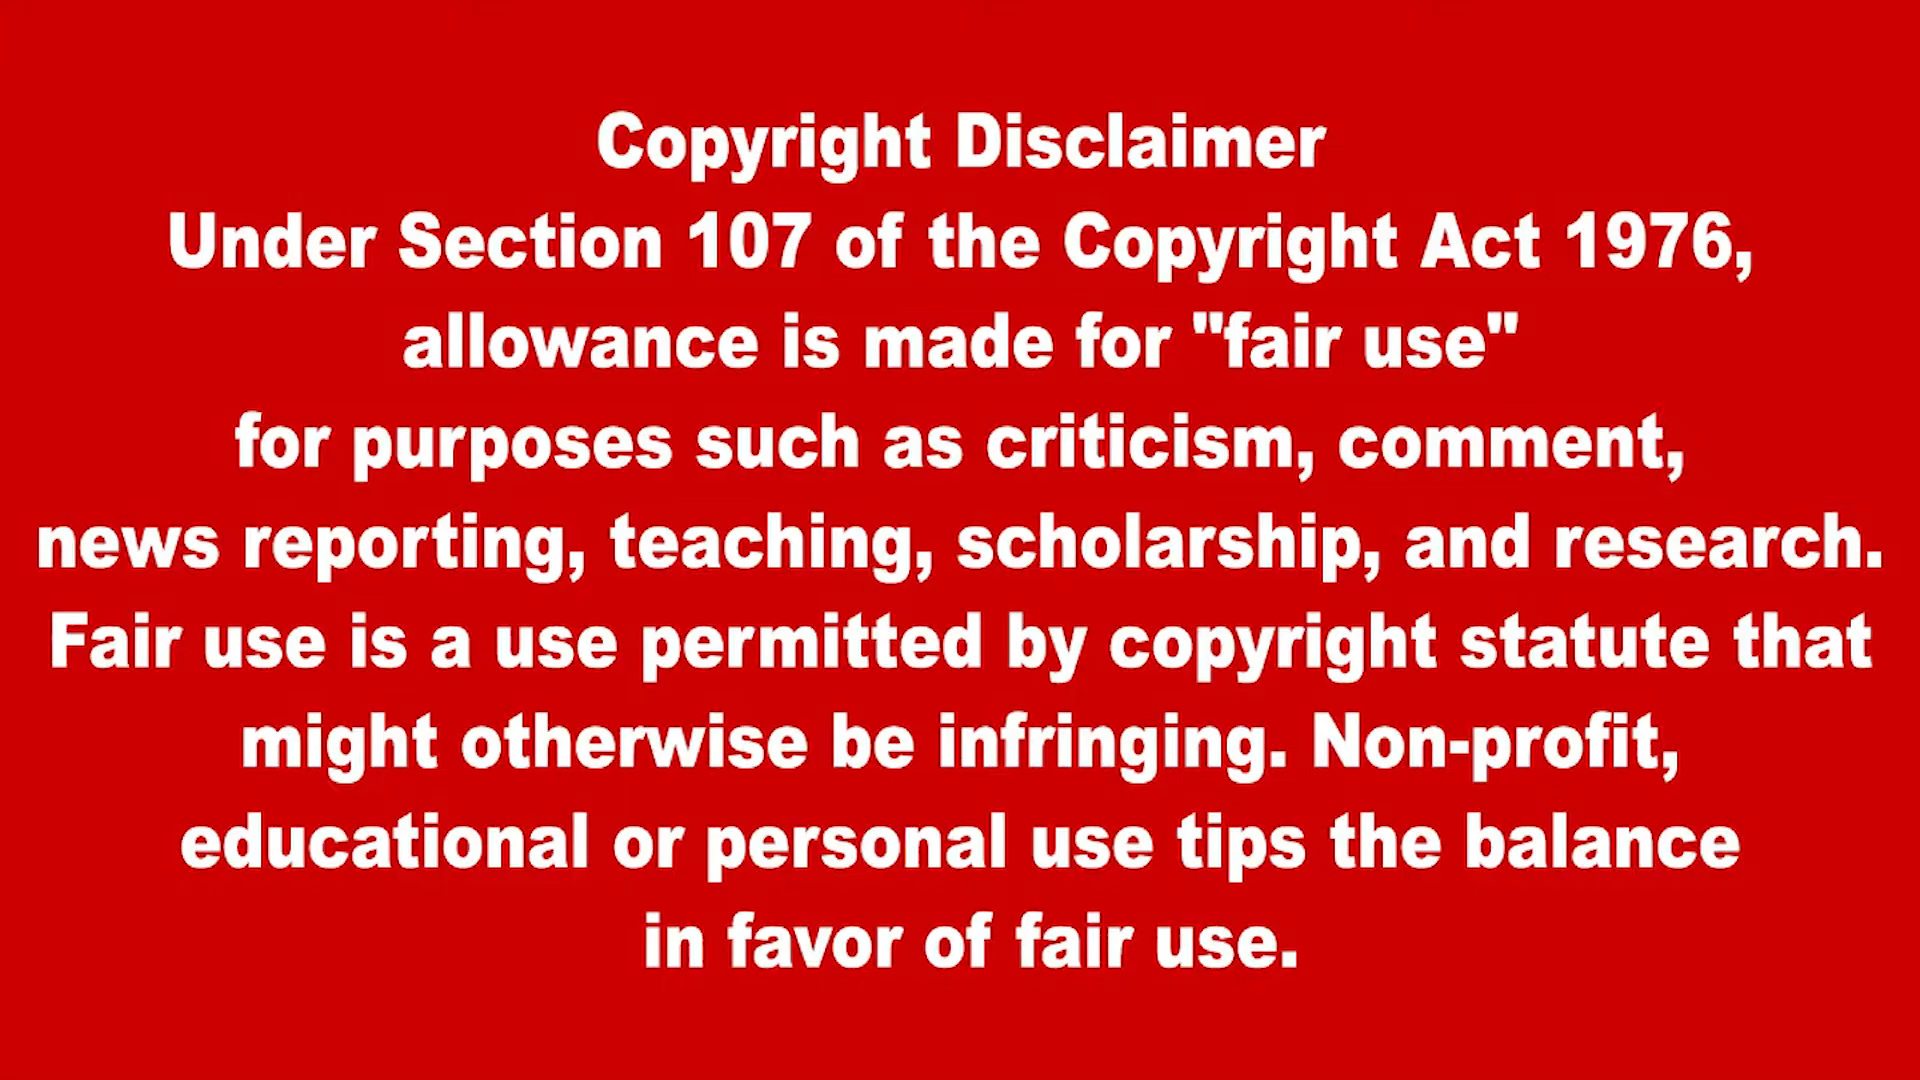 Copyright Disclaimer
Under Section 107 of the Copyright Act 1976,
allowance is made for "fair use"
for purposes such as criticism, comment,
news reporting, teaching, scholarship, and research.
Fair use is a use permitted by copyright statute that
might otherwise be infringing. Non-profit,
educational or personal use tips the balance
in favor of fair use.